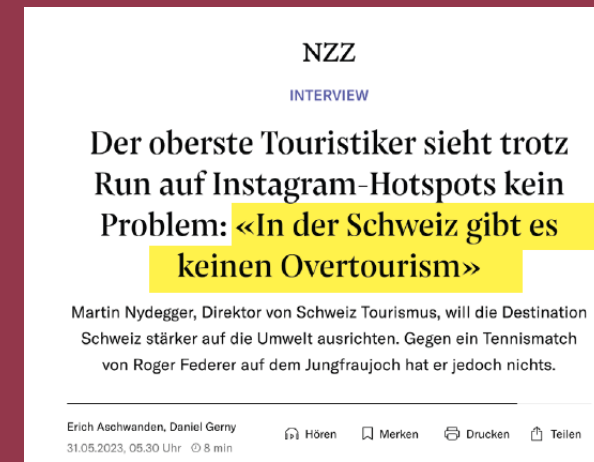 NZZ
INTERVIEW
Der oberste Touristiker sieht trotz
Run auf Instagram-Hotspots kein
Problem: «In der Schweiz gibt es
keinen Overtourism»
Martin Nydegger, Direktor von Schweiz Tourismus, will die Destination
Schweiz stärker auf die Umwelt ausrichten. Gegen ein Tennismatch
von Roger Federer auf dem Jungfraujoch hat er jedoch nichts.
Erich Aschwanden, Daniel Gerny
Hören Merken Drucken Teilen
31.05.2023, 05.30 Uhr 8 min